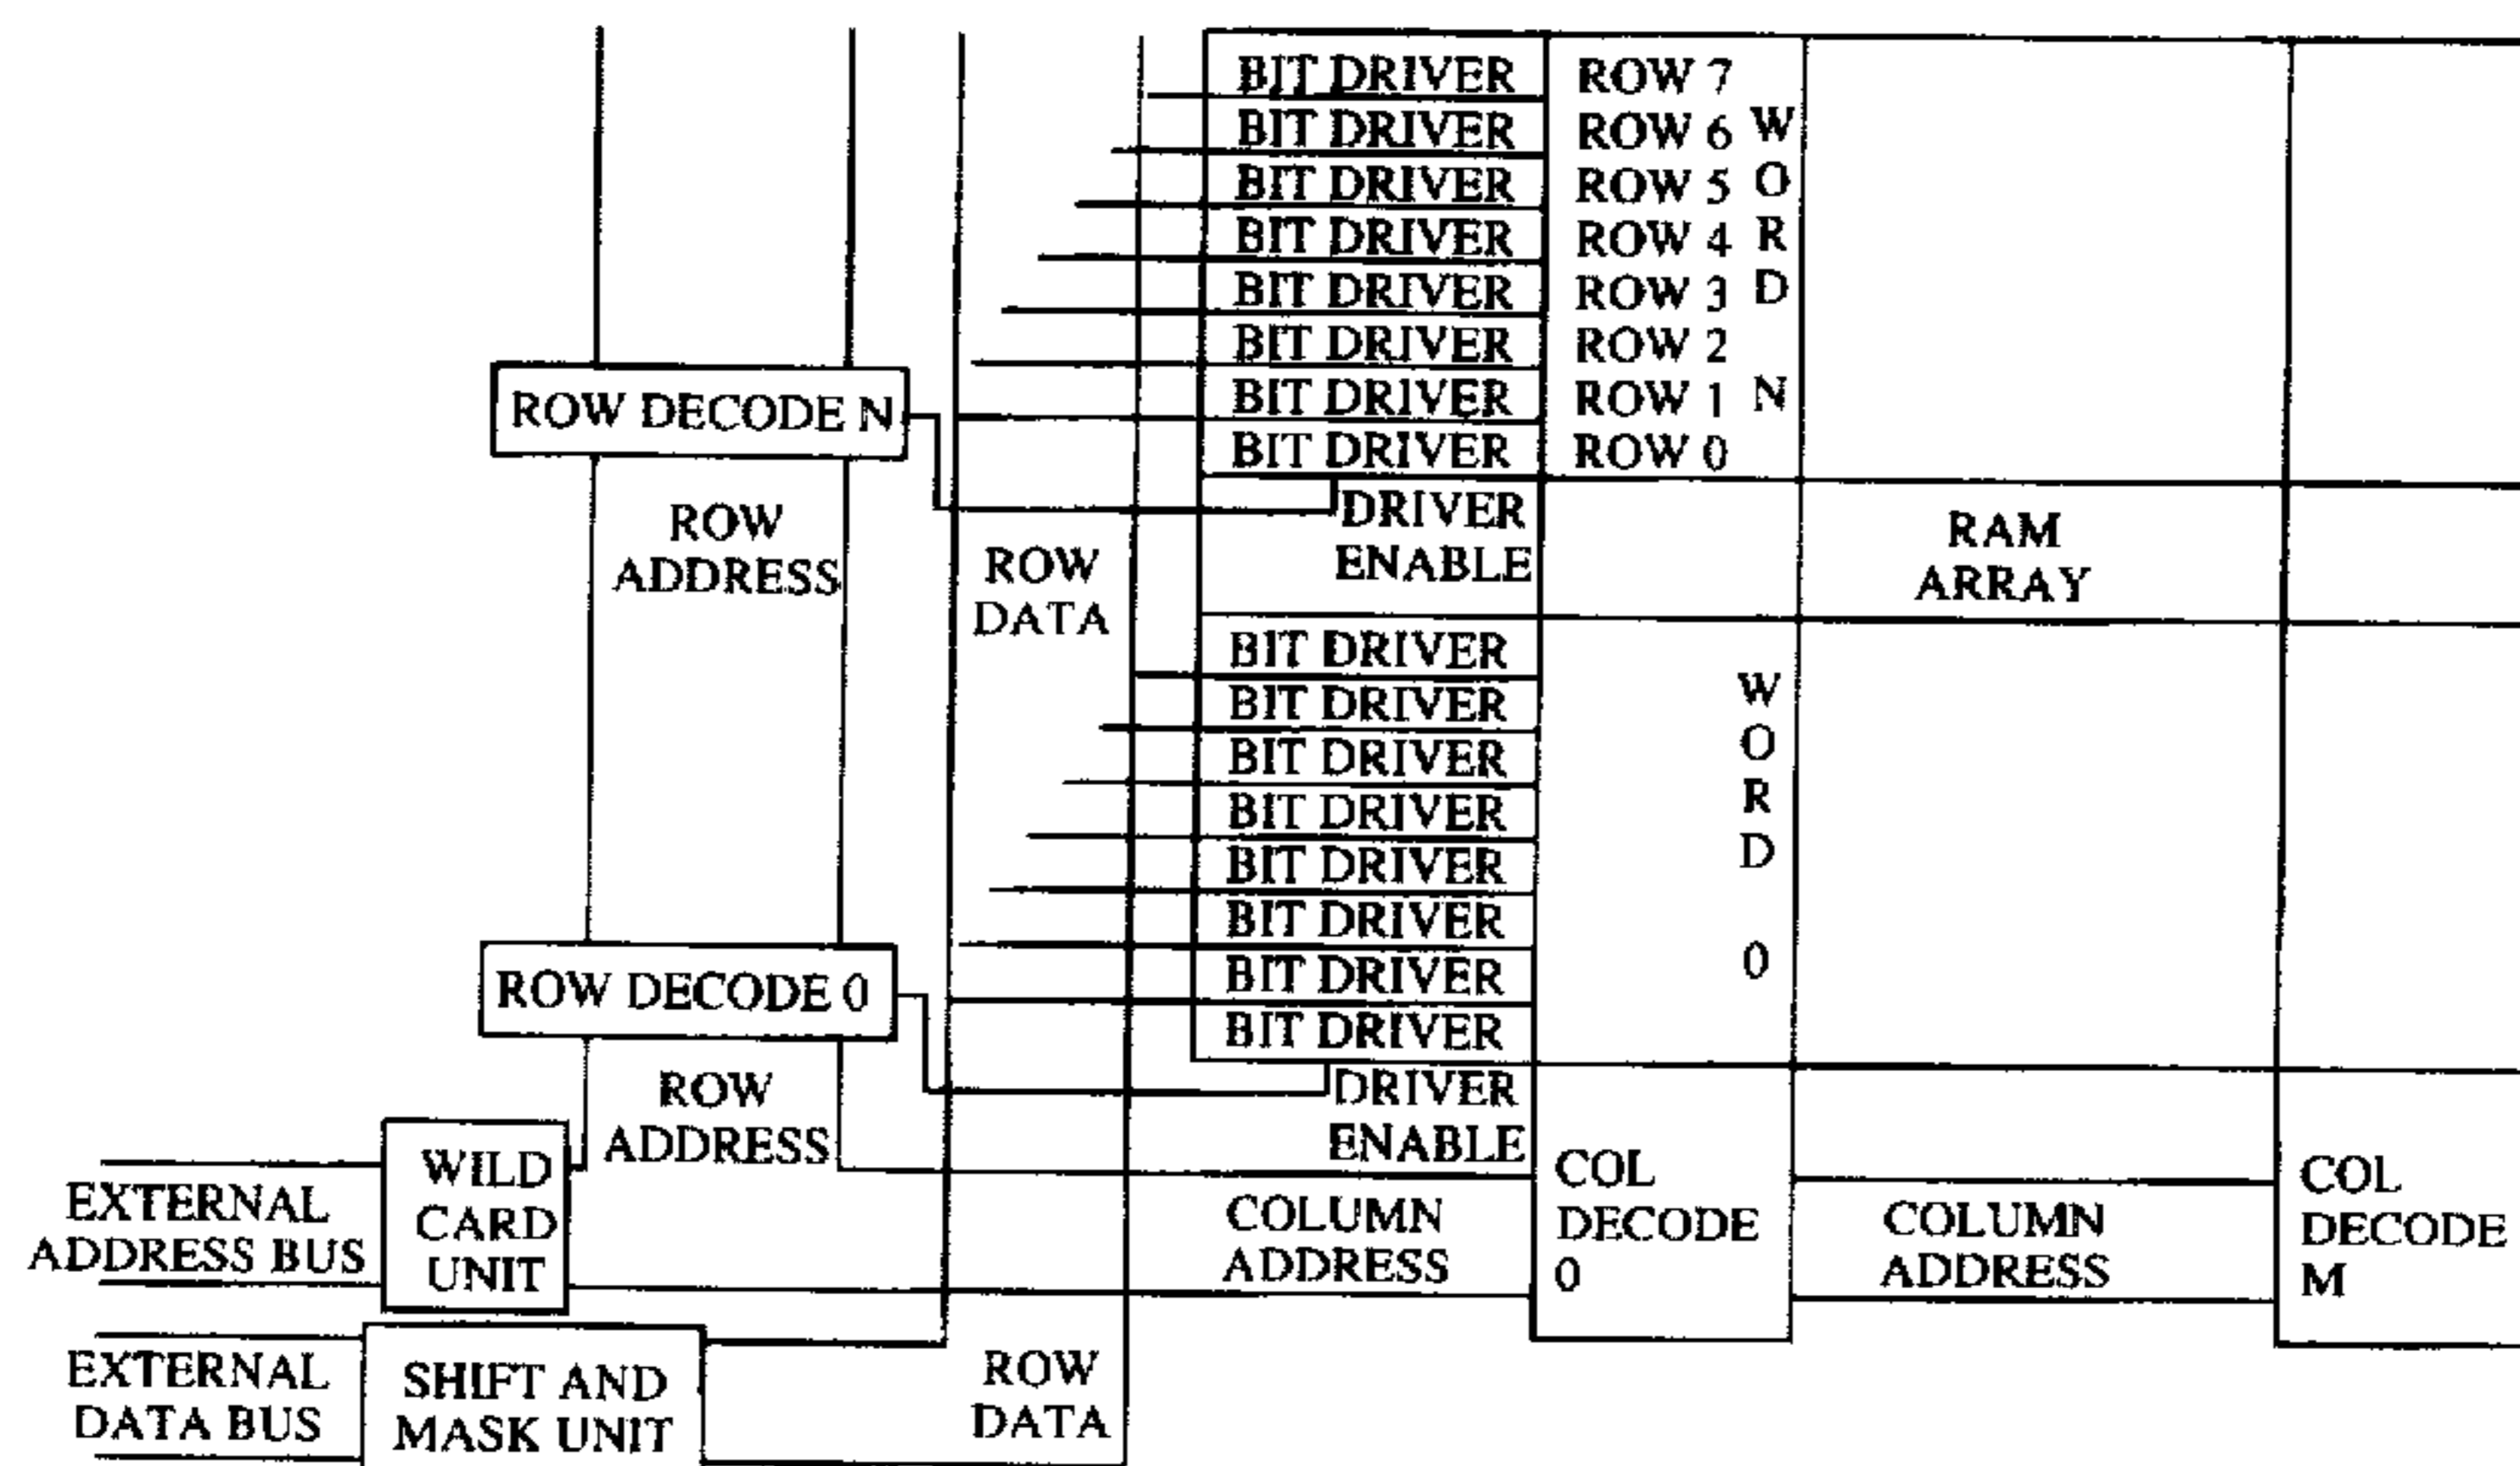 BIT DRIVER ROW 7
BIT DRIVER ROW 6
BIT DRIVER ROW 5
BIT DRIVER ROW 4
BIT DRIVER ROW 3
BIT DRIVER ROW 2
BIT DRIVER ROW 1
BIT DRIVER ROW 0
WORD N
ROW DECODE N
ROW
ADDRESS
ROW
DATA
DRIVER
ENABLE
RAM
ARRAY
BIT DRIVER
BIT DRIVER
BIT DRIVER
BIT DRIVER
BIT DRIVER
BIT DRIVER
BIT DRIVER
BIT DRIVER
WORD 0
ROW DECODE 0
ROW
ADDRESS
DRIVER
ENABLE
WILD
CARD
UNIT
EXTERNAL
ADDRESS BUS
COLUMN
ADDRESS
COL
DECODE
0
COLUMN
ADDRESS
COL
DECODE
M
EXTERNAL
DATA BUS
SHIFT AND
MASK UNIT
ROW
DATA